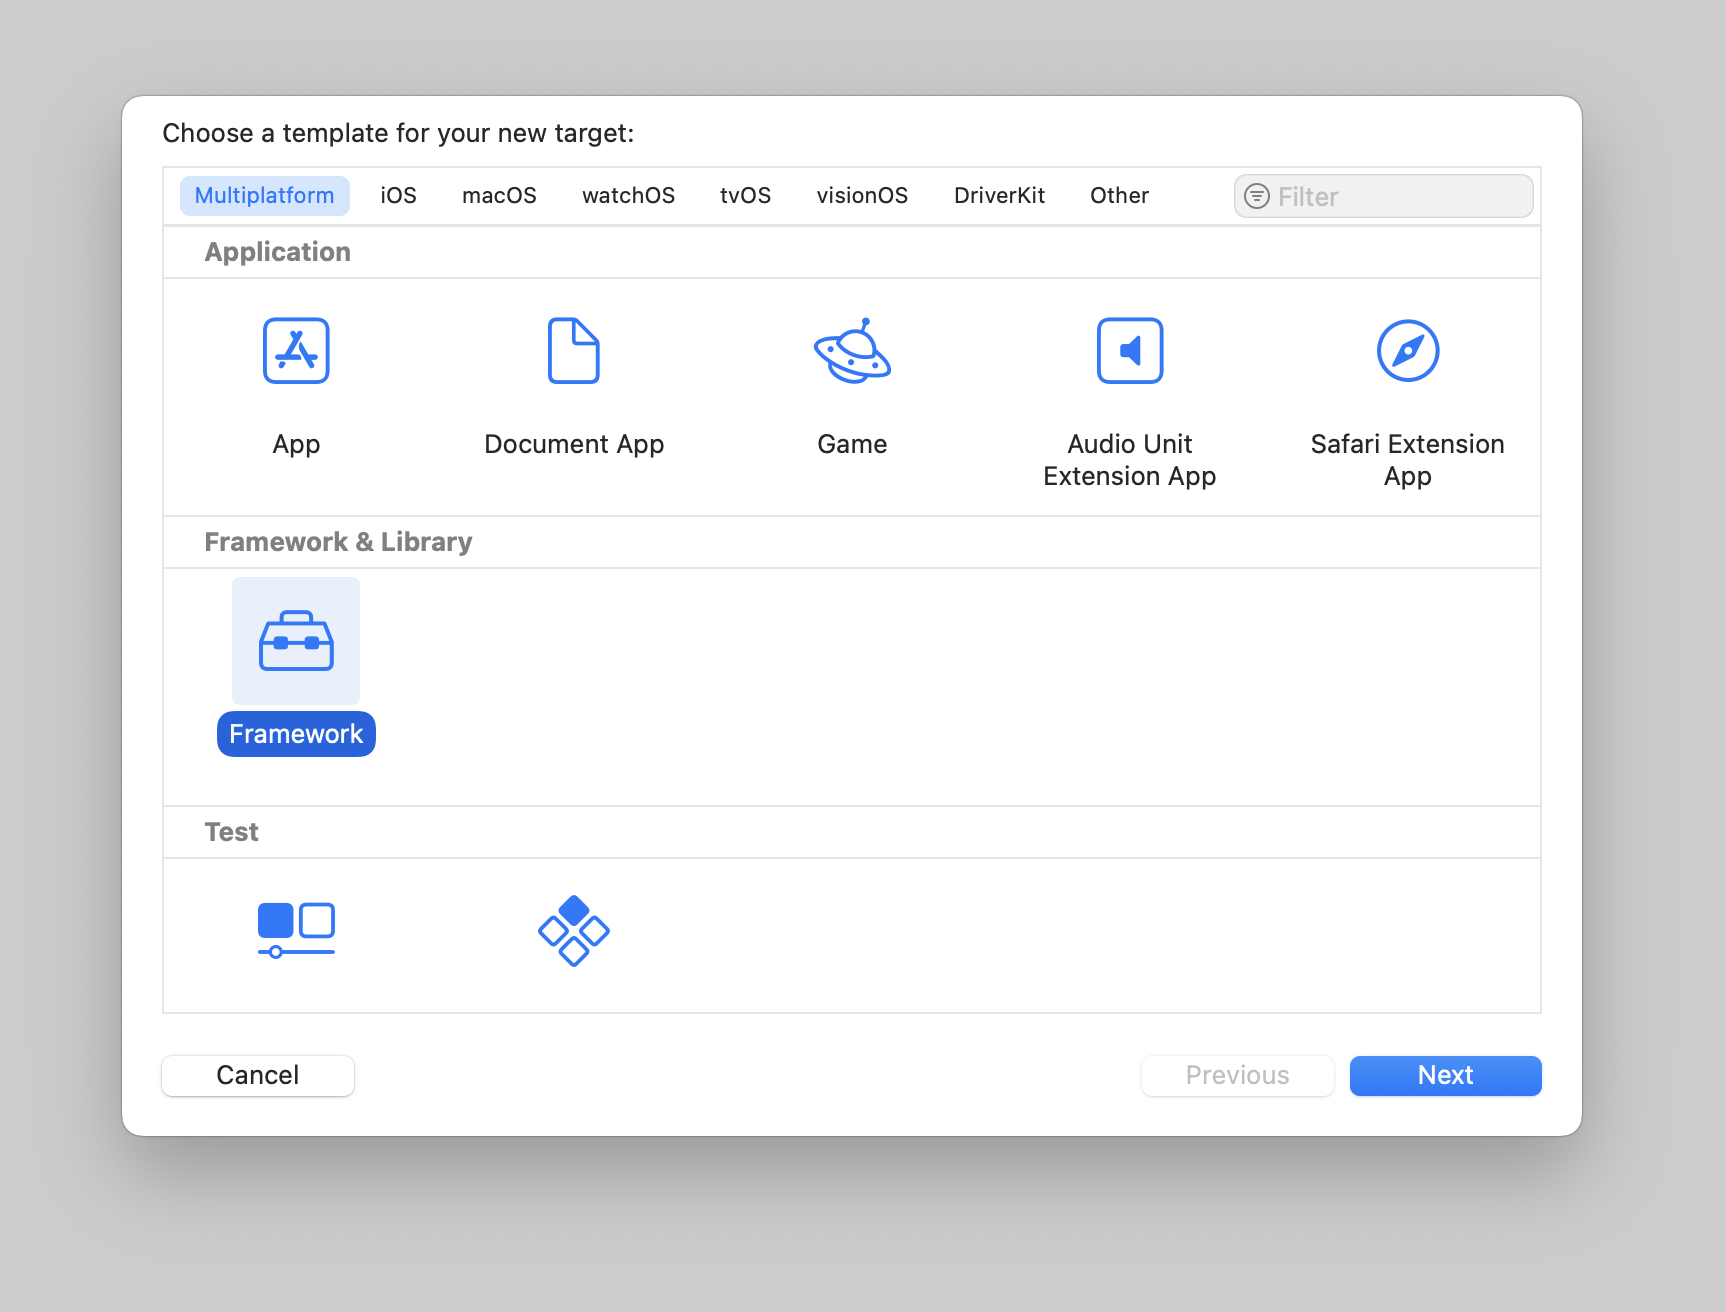 Choose a template for your new target:
Multiplatform iOS macOS watchOS tvOS visionOS DriverKit Other Filter
Application
App Document App Game Audio Unit Extension App Safari Extension App
Framework & Library
Framework
Test
Cancel Previous Next